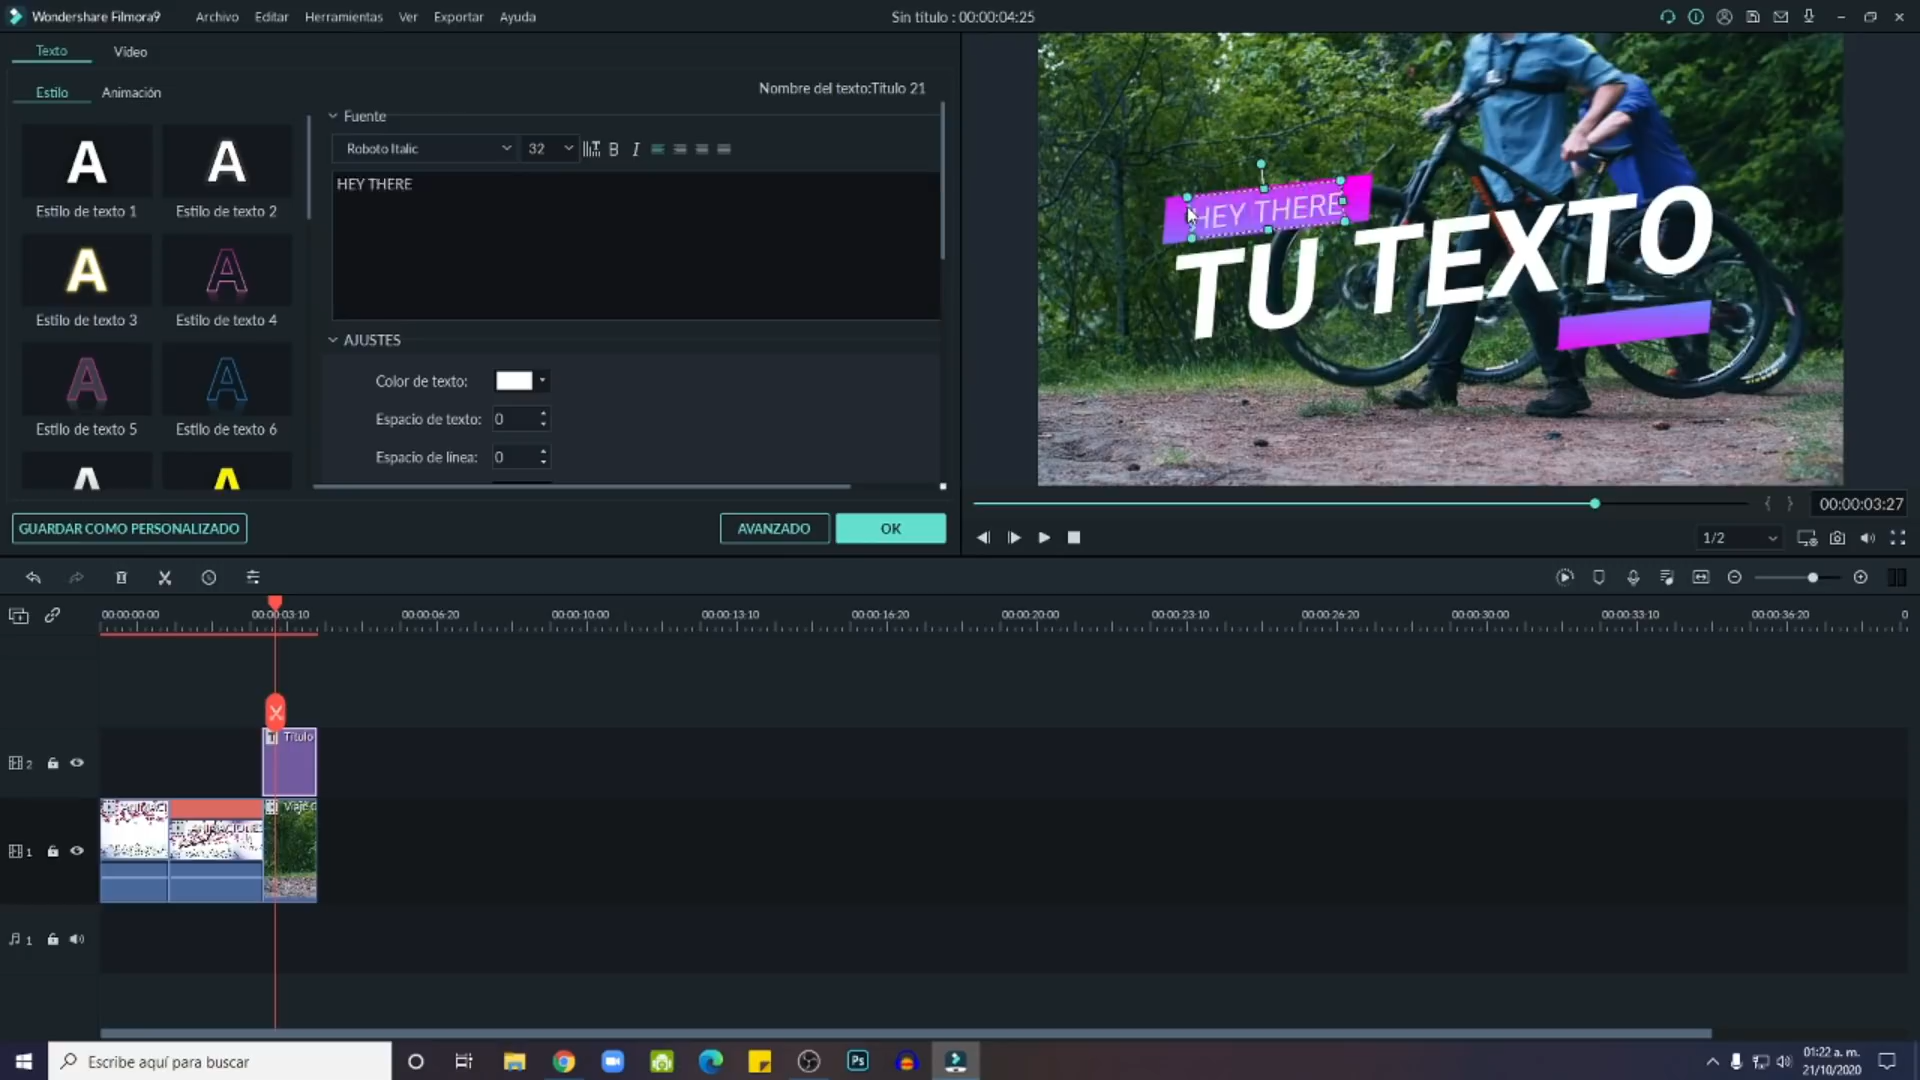 Wondershare Filmora9
Archivo
Editar
Herramientas
Ver
Exportar
Ayuda
Sin título : 00:00:04:25
Texto
Vídeo
Estilo
Animación
Nombre del texto:Título 21
Fuente
Roboto Italic
32
B
I
HEY THERE
A
A
Estilo de texto 1
Estilo de texto 2
A
A
Estilo de texto 3
Estilo de texto 4
A
A
Estilo de texto 5
Estilo de texto 6
AJUSTES
Color de texto:
Espacio de texto:
0
Espacio de línea:
0
GUARDAR COMO PERSONALIZADO
AVANZADO
OK
HEY THERE
TU TEXTO
{ }
00:00:03:27
1/2
00:00:00:00
00:00:03:10
00:00:06:20
00:00:10:00
00:00:13:10
00:00:16:20
00:00:20:00
00:00:23:10
00:00:26:20
00:00:30:00
00:00:33:10
00:00:36:20
0
2
T
Título
1
Viaje
1
Escribe aquí para buscar
Ps
01:22 a. m.
21/10/2020